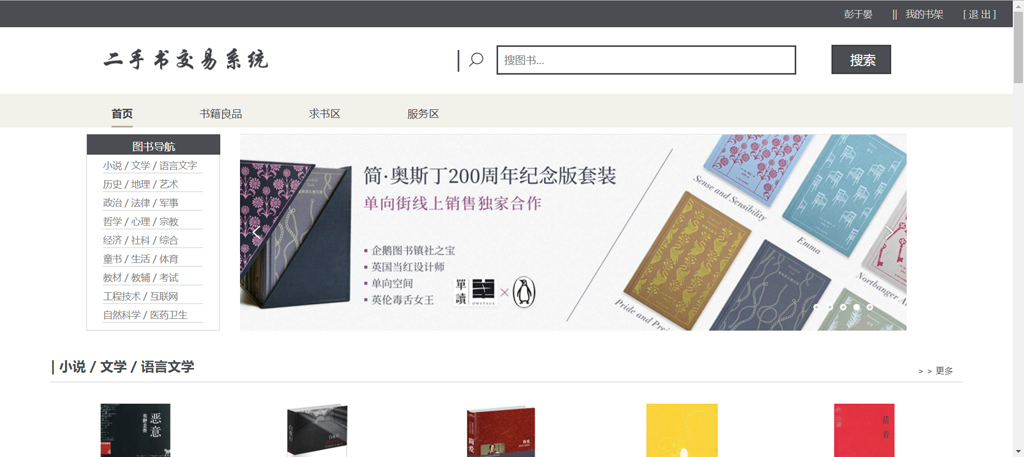 彭于晏 || 我的书架 [ 退 出 ]
二手书交易系统
搜图书...
搜索
首页 书籍良品 求书区 服务区
图书导航
小说 / 文学 / 语言文字
历史 / 地理 / 艺术
政治 / 法律 / 军事
哲学 / 心理 / 宗教
经济 / 社科 / 综合
童书 / 生活 / 体育
教材 / 教辅 / 考试
工程技术 / 互联网
自然科学 / 医药卫生
简·奥斯丁200周年纪念版套装
单向街线上销售独家合作
企鹅图书镇社之宝
英国当红设计师
单向空间
英伦毒舌女王
單讀
Sense and Sensibility
Emma
Pride and Pre
Northanger A
| 小说 / 文学 / 语言文学
> > 更多
恶意